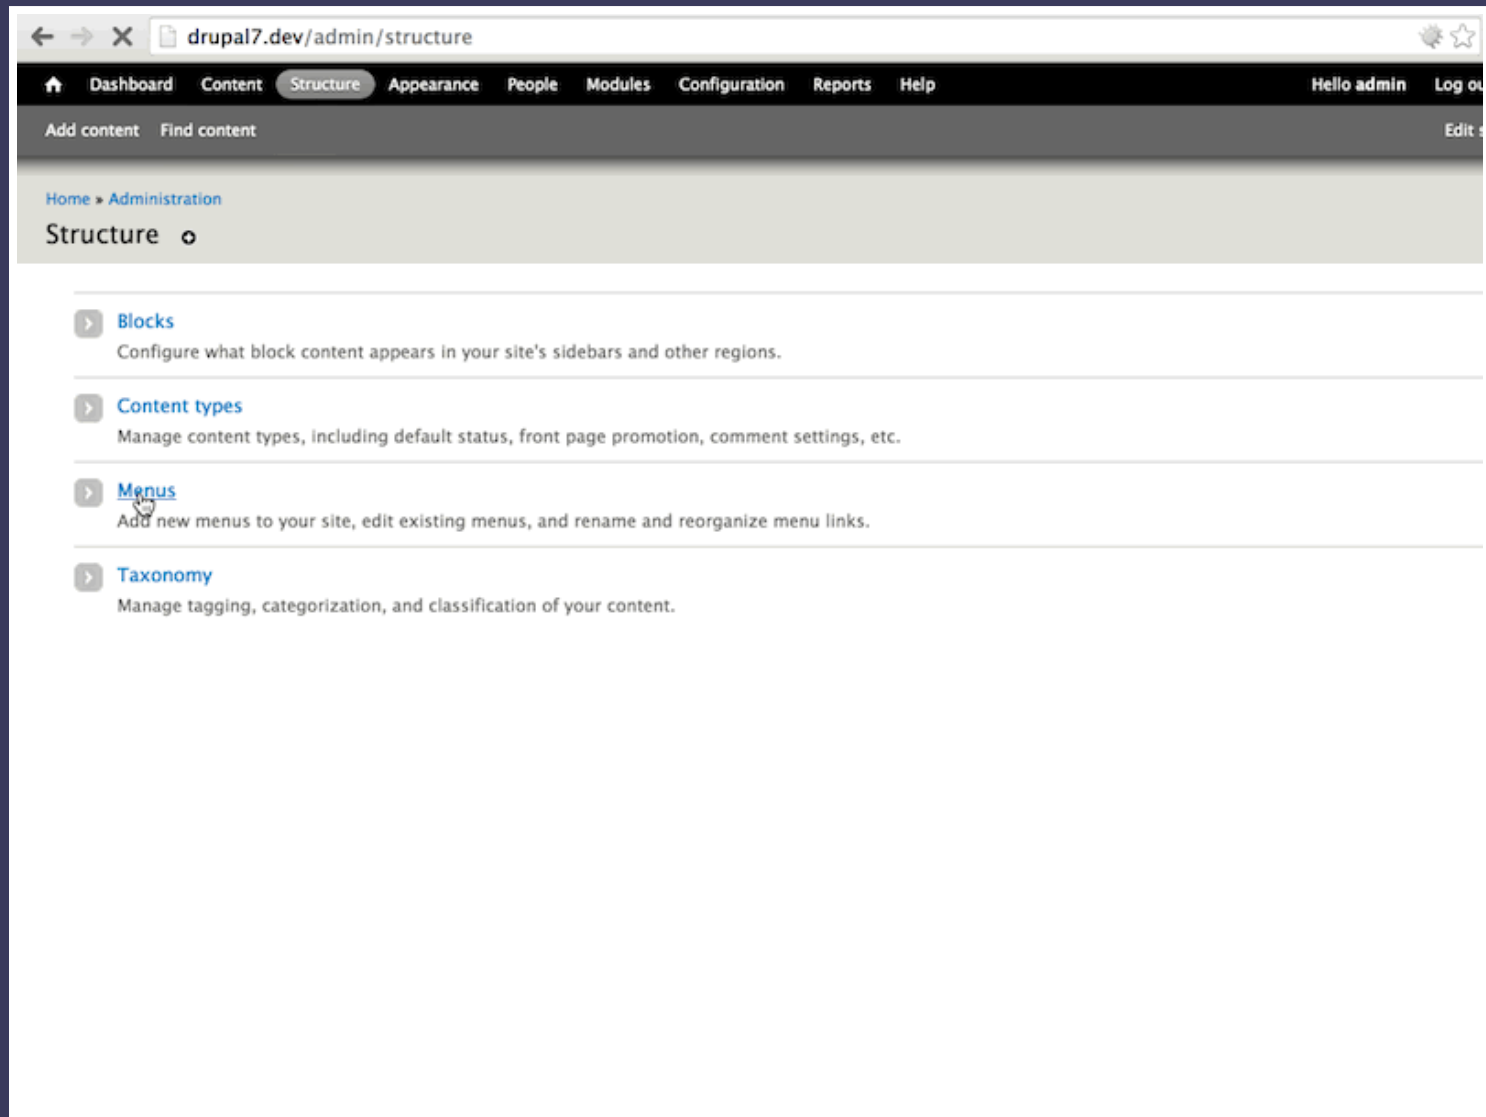 drupal7.dev/admin/structure
Dashboard Content Structure Appearance People Modules Configuration Reports Help Hello admin Log
Add content Find content Edit
Home » Administration
Structure
Blocks
Configure what block content appears in your site's sidebars and other regions.
Content types
Manage content types, including default status, front page promotion, comment settings, etc.
Menus
Add new menus to your site, edit existing menus, and rename and reorganize menu links.
Taxonomy
Manage tagging, categorization, and classification of your content.